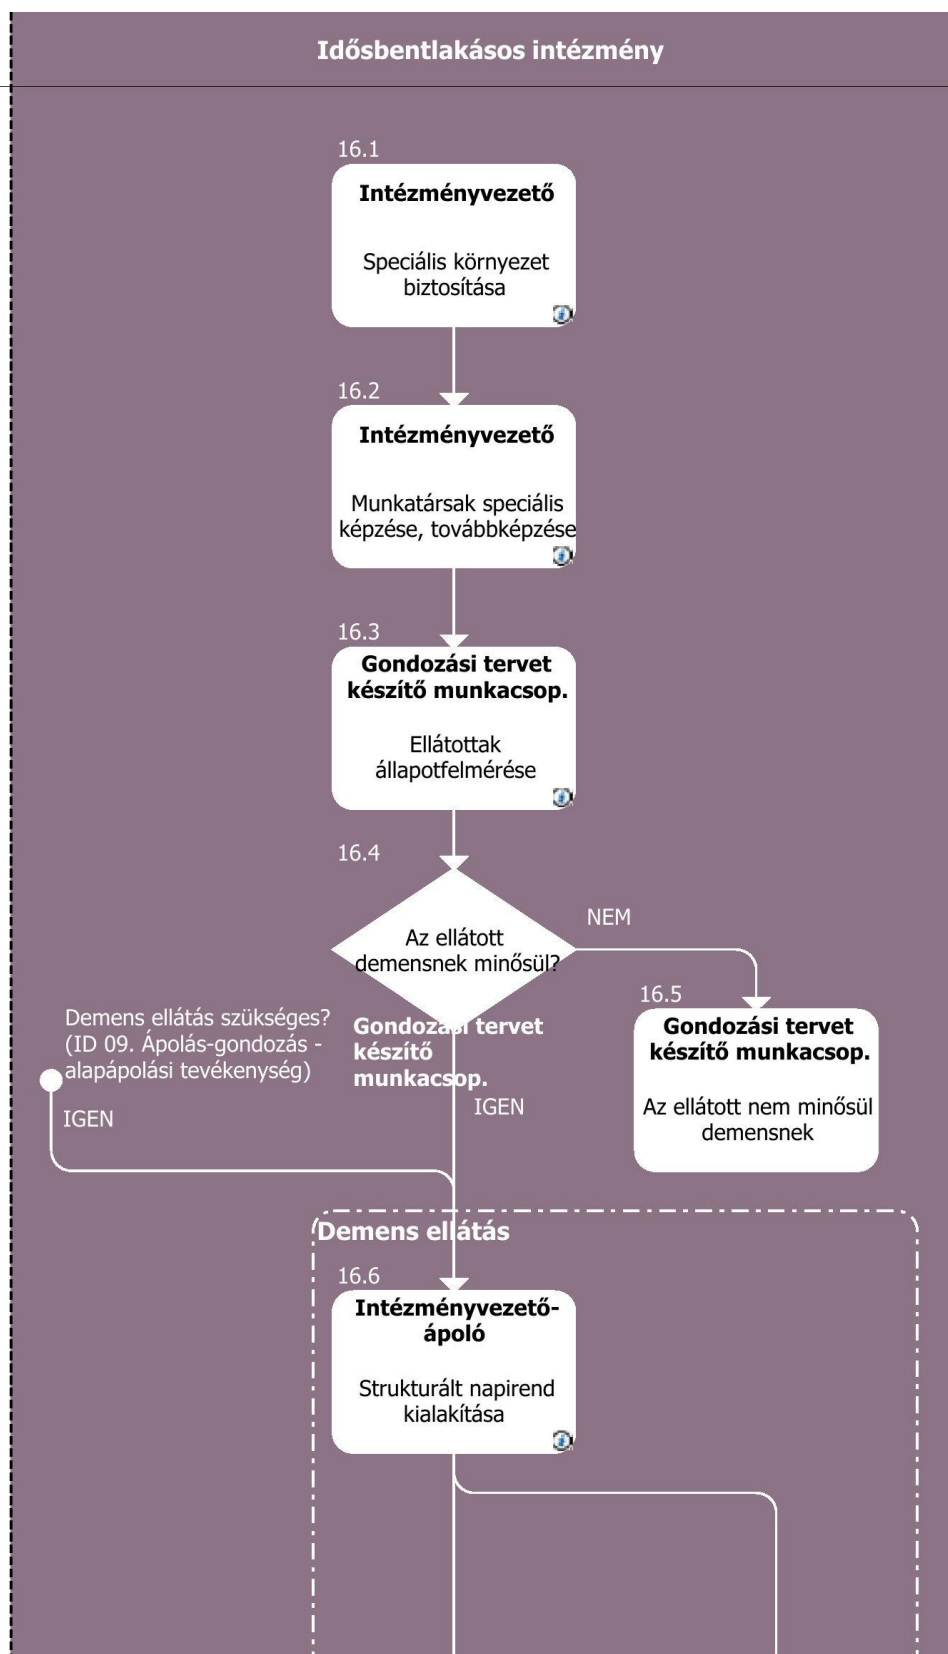 Idősbentlakásos intézmény
16.1
Intézményvezető
Speciális környezet
biztosítása
16.2
Intézményvezető
Munkatársak speciális
képzése, továbbképzése
16.3
Gondozási tervet
készítő munkacsop.
Ellátottak
állapotfelmérése
16.4
Az ellátott
demensnek minősül?
NEM
Gondozási tervet
készítő
munkacsop.
IGEN
16.5
Gondozási tervet
készítő munkacsop.
Az ellátott nem minősül
demensnek
Demens ellátás szükséges?
(ID 09. Ápolás-gondozás -
alapápolási tevékenység)
IGEN
Demens ellátás
16.6
Intézményvezető-
ápoló
Strukturált napirend
kialakítása